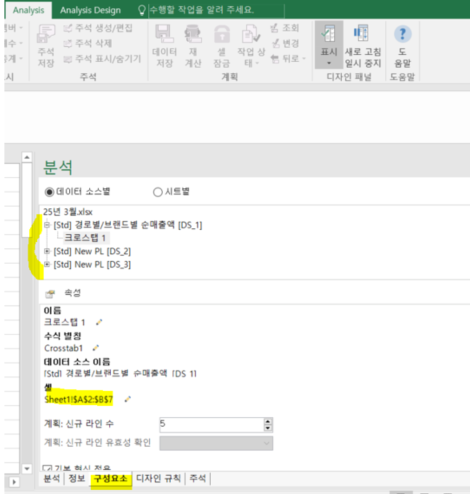 Analysis
Analysis Design
수행할 작업을 알려 주세요.
주석
저장
주석 생성/편집
주석 삭제
주석 표시/숨기기
주석
데이터
저장
재
계산
셀
잠금
작업 상
태
조회
변경
뒤로
계획
표시
새로 고침
일시 중지
디자인 패널
도
움말
도움말
분석
데이터 소스별
시트별
25년 3월.xlsx
[Std] 경로별/브랜드별 순매출액 [DS_1]
크로스탭 1
[Std] New PL [DS_2]
[Std] New PL [DS_3]
속성
이름
크로스탭 1
수식 별칭
Crosstab1
데이터 소스 이름
[Std] 경로별/브랜드별 순매출액 [DS_1]
셀
Sheet1!$A$2:$B$7
계획: 신규 라인 수
5
계획: 신규 라인 유효성 확인
기본 형식 적용
분석 정보 구성요소 디자인 규칙 주석